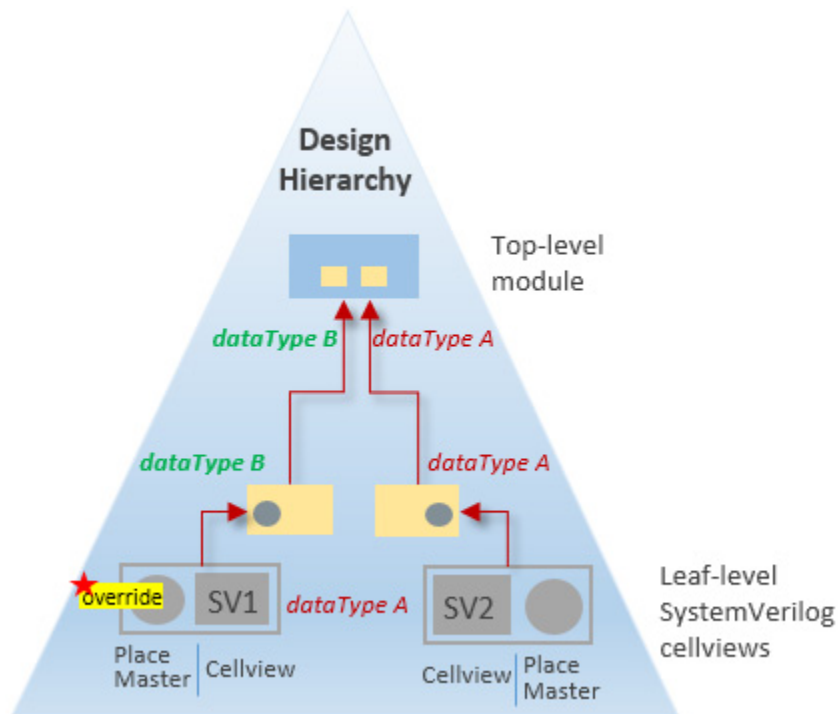 Design
Hierarchy
Top-level
module
dataType B
dataType A
dataType B
dataType A
override
SV1
dataType A
SV2
Leaf-level
SystemVerilog
cellviews
Place
Master
Cellview
Cellview
Place
Master